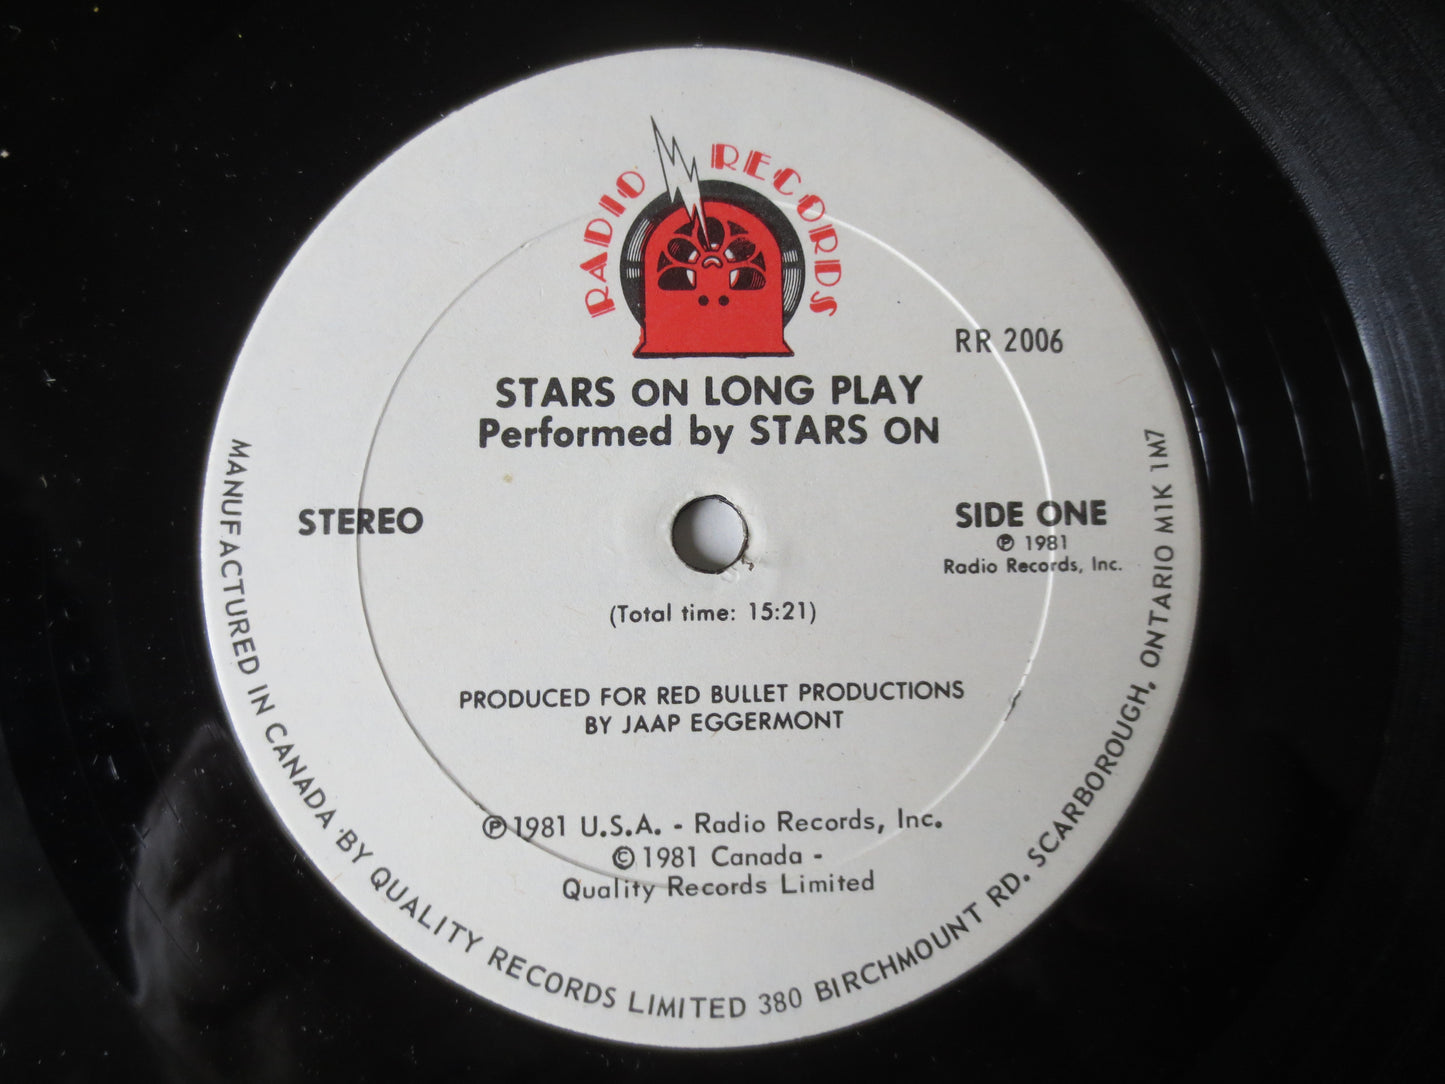 RADIO RECORDS
RR 2006
STARS ON LONG PLAY
Performed by STARS ON
STEREO
SIDE ONE
℗ 1981
Radio Records, Inc.
(Total time: 15:21)
PRODUCED FOR RED BULLET PRODUCTIONS
BY JAAP EGGERMONT
℗ 1981 U.S.A. - Radio Records, Inc.
© 1981 Canada -
Quality Records Limited
MANUFACTURED IN CANADA BY QUALITY RECORDS LIMITED 380 BIRCHMOUNT RD. SCARBOROUGH, ONTARIO M1K 1M7